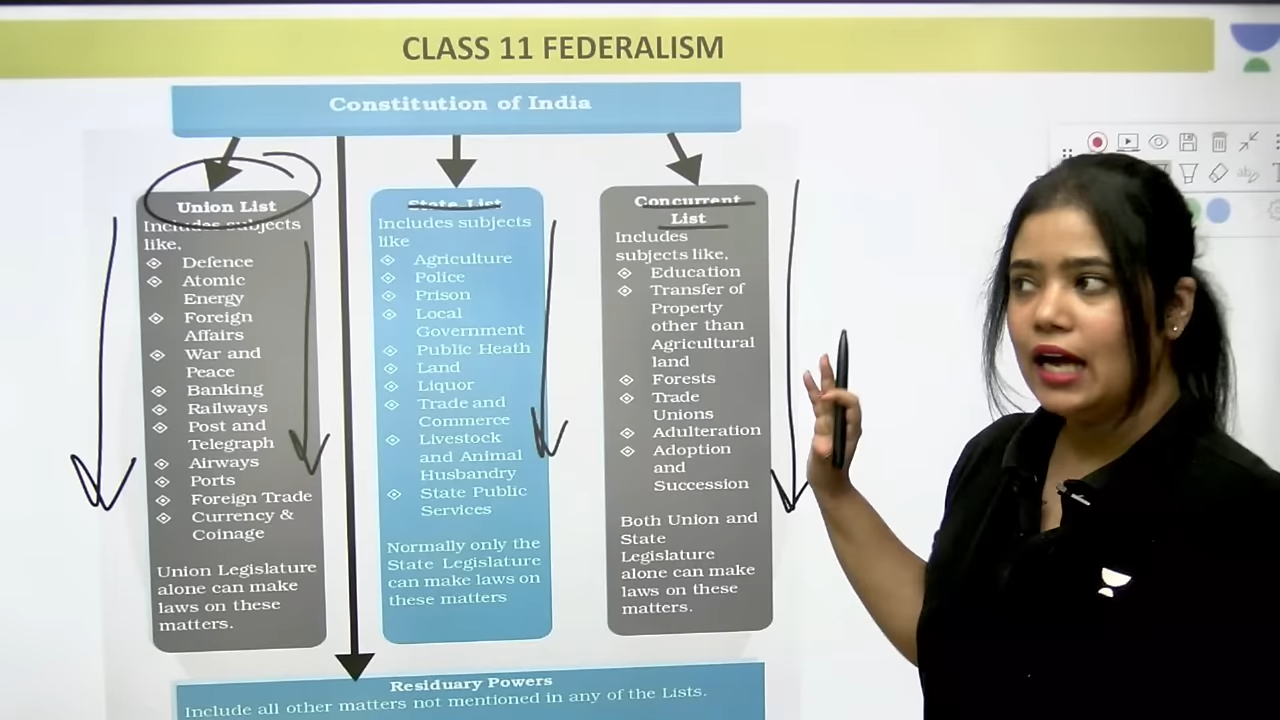 CLASS 11 FEDERALISM
Constitution of India
Union List
Includes subjects
like,
Defence
Atomic
Energy
Foreign
Affairs
War and
Peace
Banking
Railways
Post and
Telegraph
Airways
Ports
Foreign Trade
Currency &
Coinage
Union Legislature
alone can make
laws on these
matters.
State List
Includes subjects
like
Agriculture
Police
Prison
Local
Government
Public Heath
Land
Liquor
Trade and
Commerce
Livestock
and Animal
Husbandry
State Public
Services
Normally only the
State Legislature
can make laws on
these matters
Concurrent
List
Includes
subjects like,
Education
Transfer of
Property
other than
Agricultural
land
Forests
Trade
Unions
Adulteration
Adoption
and
Succession
Both Union and
State
Legislature
alone can make
laws on these
matters.
Residuary Powers
Include all other matters not mentioned in any of the Lists.